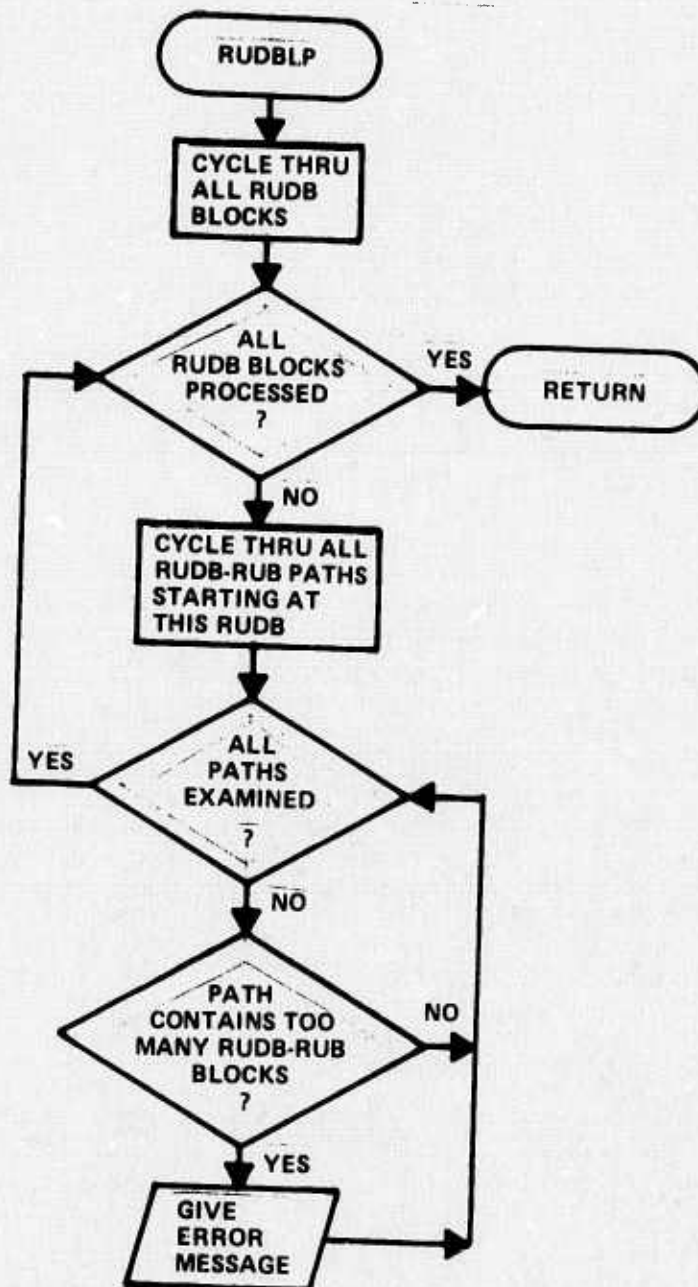 RUDBLP
CYCLE THRU
ALL RUDB
BLOCKS
ALL
RUDB BLOCKS
PROCESSED
?
YES
RETURN
NO
CYCLE THRU ALL
RUDB-RUB PATHS
STARTING AT
THIS RUDB
ALL
PATHS
EXAMINED
?
YES
NO
PATH
CONTAINS TOO
MANY RUDB-RUB
BLOCKS
?
NO
YES
GIVE
ERROR
MESSAGE